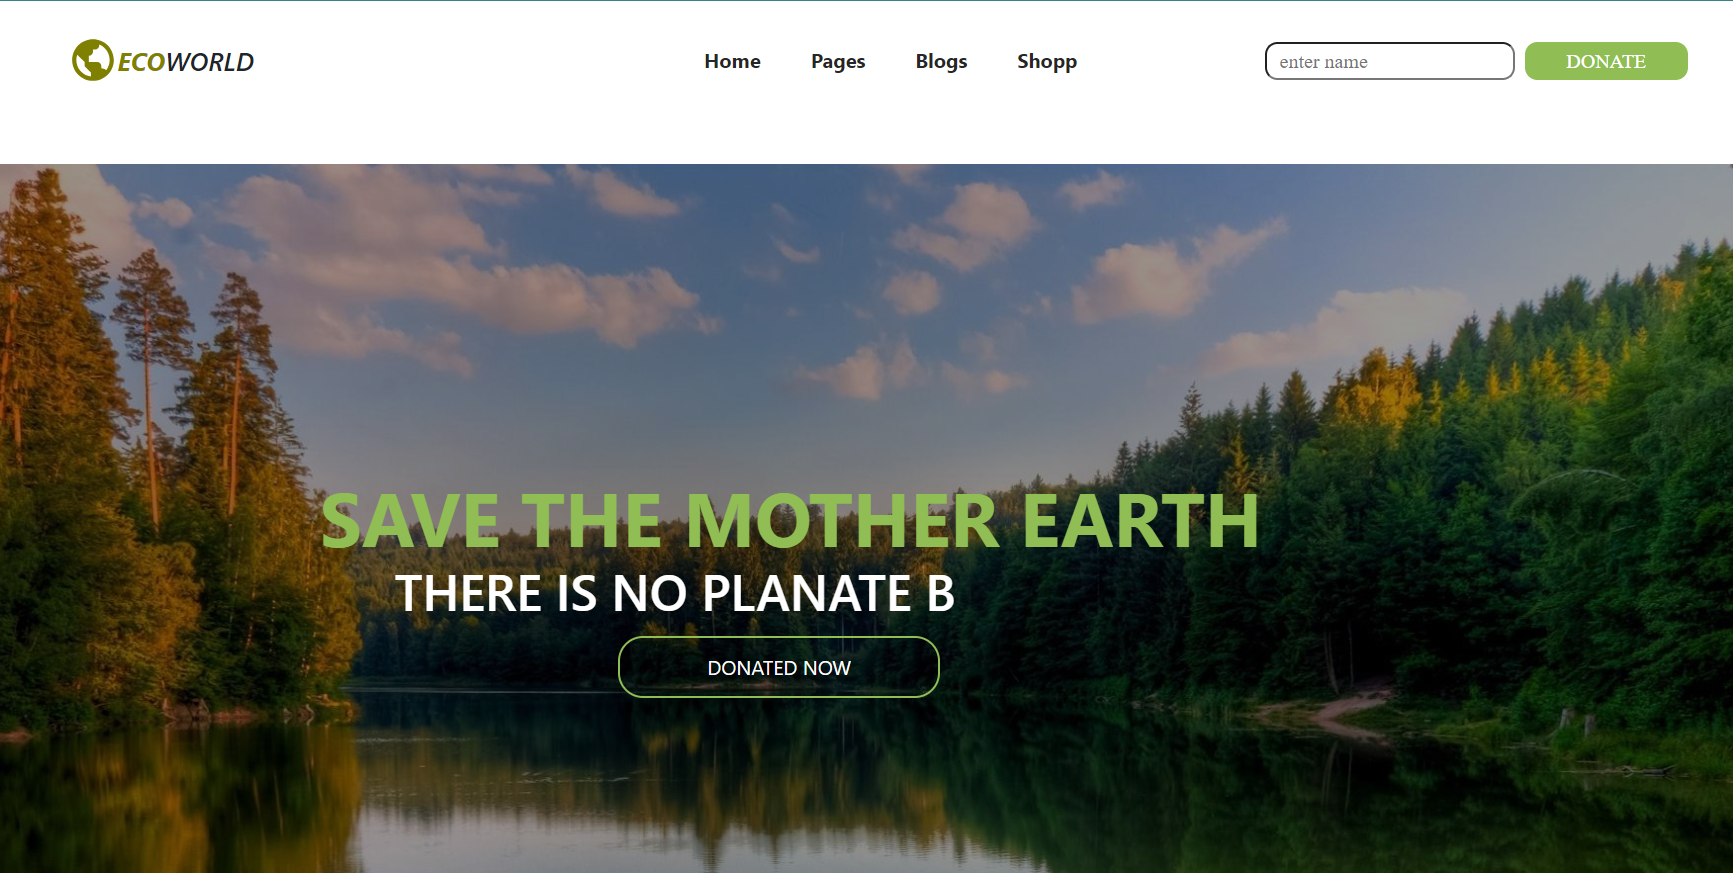 ECOWORLD
Home Pages Blogs Shopp
enter name
DONATE
SAVE THE MOTHER EARTH
THERE IS NO PLANATE B
DONATED NOW